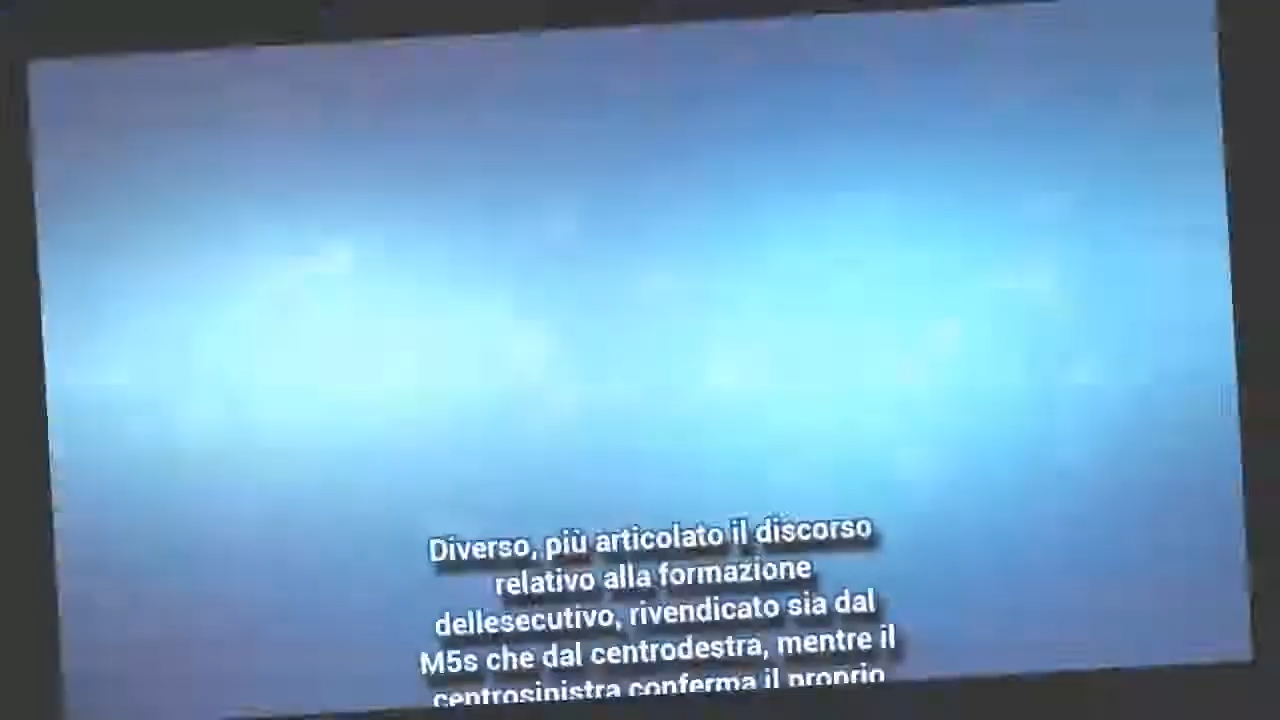 Diverso, più articolato il discorso
relativo alla formazione
dellesecutivo, rivendicato sia dal
M5s che dal centrodestra, mentre il
centrosinistra conferma il proprio